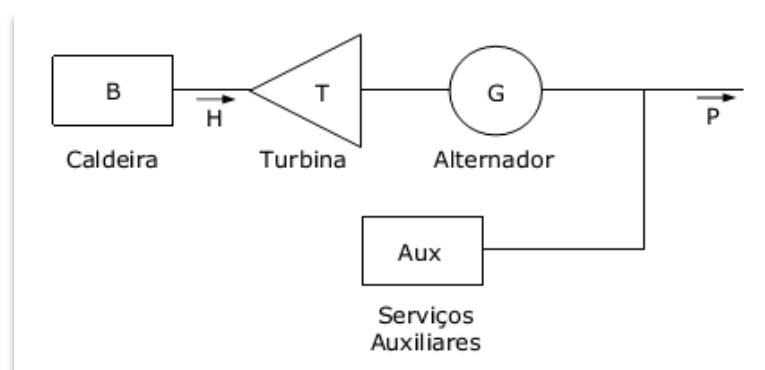 B
T
G
H
P
Caldeira
Turbina
Alternador
Aux
Serviços
Auxiliares